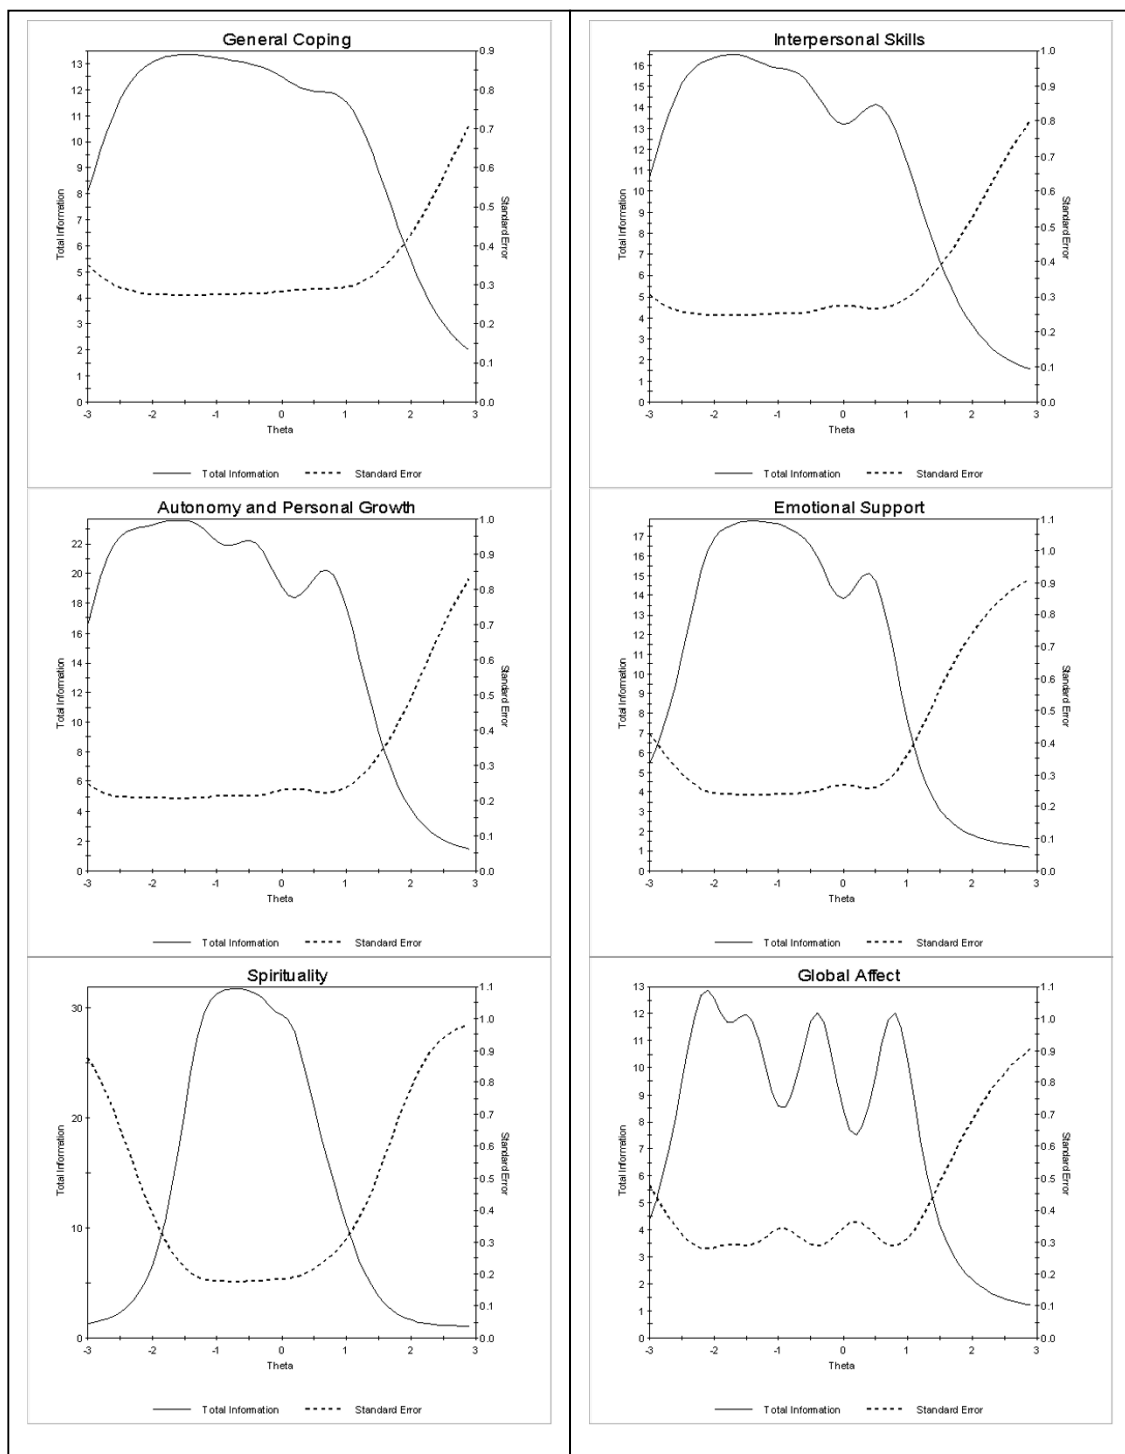 General Coping
13 12 11 10 9 8 7 6 5 4 3 2 1 0
Total Information
0.9 0.8 0.7 0.6 0.5 0.4 0.3 0.2 0.1 0.0
Standard Error
-3 -2 -1 0 1 2 3
Theta
Total Information Standard Error
Interpersonal Skills
16 15 14 13 12 11 10 9 8 7 6 5 4 3 2 1 0
Total Information
1.0 0.9 0.8 0.7 0.6 0.5 0.4 0.3 0.2 0.1 0.0
Standard Error
-3 -2 -1 0 1 2 3
Theta
Total Information Standard Error
Autonomy and Personal Growth
22 20 18 16 14 12 10 8 6 4 2 0
Total Information
1.0 0.9 0.8 0.7 0.6 0.5 0.4 0.3 0.2 0.1 0.0
Standard Error
-3 -2 -1 0 1 2 3
Theta
Total Information Standard Error
Emotional Support
17 16 15 14 13 12 11 10 9 8 7 6 5 4 3 2 1 0
Total Information
1.1 1.0 0.9 0.8 0.7 0.6 0.5 0.4 0.3 0.2 0.1 0.0
Standard Error
-3 -2 -1 0 1 2 3
Theta
Total Information Standard Error
Spirituality
30 20 10 0
Total Information
1.1 1.0 0.9 0.8 0.7 0.6 0.5 0.4 0.3 0.2 0.1 0.0
Standard Error
-3 -2 -1 0 1 2 3
Theta
Total Information Standard Error
Global Affect
13 12 11 10 9 8 7 6 5 4 3 2 1 0
Total Information
1.1 1.0 0.9 0.8 0.7 0.6 0.5 0.4 0.3 0.2 0.1 0.0
Standard Error
-3 -2 -1 0 1 2 3
Theta
Total Information Standard Error